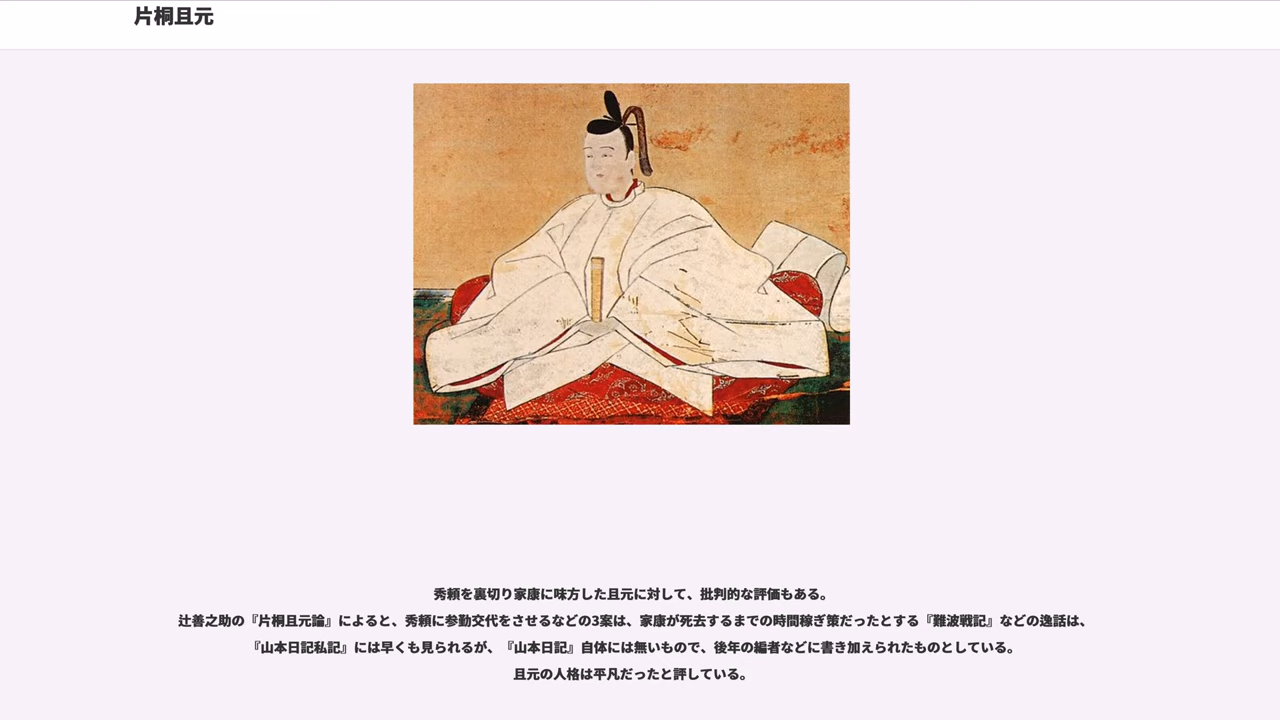 片桐且元
秀頼を裏切り家康に味方した且元に対して、批判的な評価もある。
辻善之助の『片桐且元論』によると、秀頼に参勤交代をさせるなどの3案は、家康が死去するまでの時間稼ぎ策だったとする『難波戦記』などの逸話は、
『山本日記私記』には早くも見られるが、『山本日記』自体には無いもので、後年の編者などに書き加えられたものとしている。
且元の人格は平凡だったと評している。